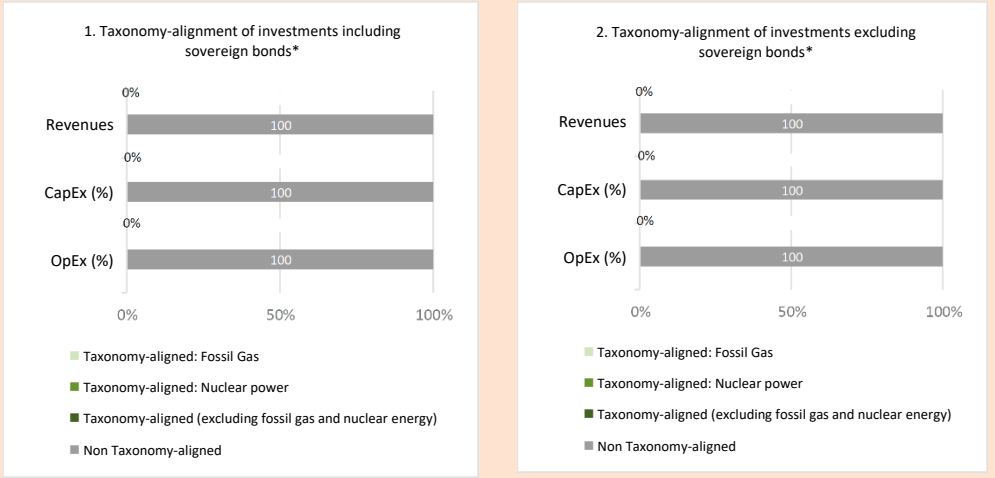 1. Taxonomy-alignment of investments including
sovereign bonds*
0%
Revenues
100
0%
CapEx (%)
100
0%
OpEx (%)
100
0%
50%
100%
Taxonomy-aligned: Fossil Gas
Taxonomy-aligned: Nuclear power
Taxonomy-aligned (excluding fossil gas and nuclear energy)
Non Taxonomy-aligned
2. Taxonomy-alignment of investments excluding
sovereign bonds*
0%
Revenues
100
0%
CapEx (%)
100
0%
OpEx (%)
100
0%
50%
100%
Taxonomy-aligned: Fossil Gas
Taxonomy-aligned: Nuclear power
Taxonomy-aligned (excluding fossil gas and nuclear energy)
Non Taxonomy-aligned